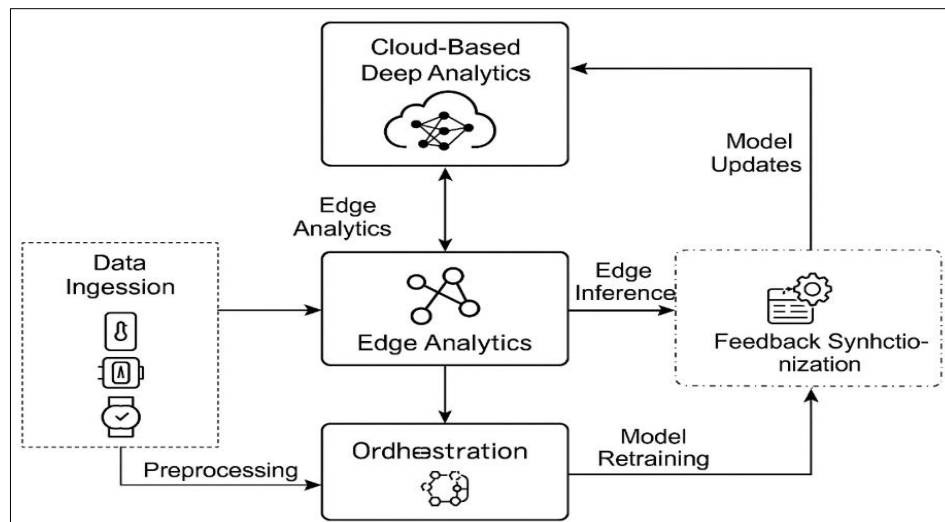 Cloud-Based
Deep Analytics
Model
Updates
Edge
Analytics
Data
Ingession
Edge
Inference
Edge Analytics
Feedback Synhctio-
nization
Preprocessing
Ordhestration
Model
Retraining